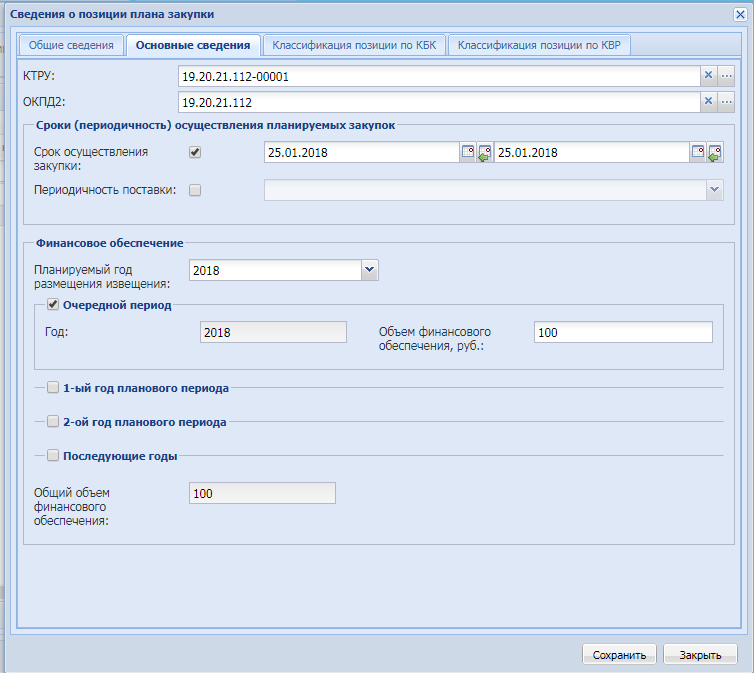 Сведения о позиции плана закупки
Общие сведения
Основные сведения
Классификация позиции по КБК
Классификация позиции по КВР
КТРУ:
19.20.21.112-00001
ОКПД2:
19.20.21.112
Сроки (периодичность) осуществления планируемых закупок
Срок осуществления
закупки:
25.01.2018
25.01.2018
Периодичность поставки:
Финансовое обеспечение
Планируемый год
размещения извещения:
2018
Очередной период
Год:
2018
Объем финансового
обеспечения, руб.:
100
1-ый год планового периода
2-ой год планового периода
Последующие годы
Общий объем
финансового
обеспечения:
100
Сохранить
Закрыть